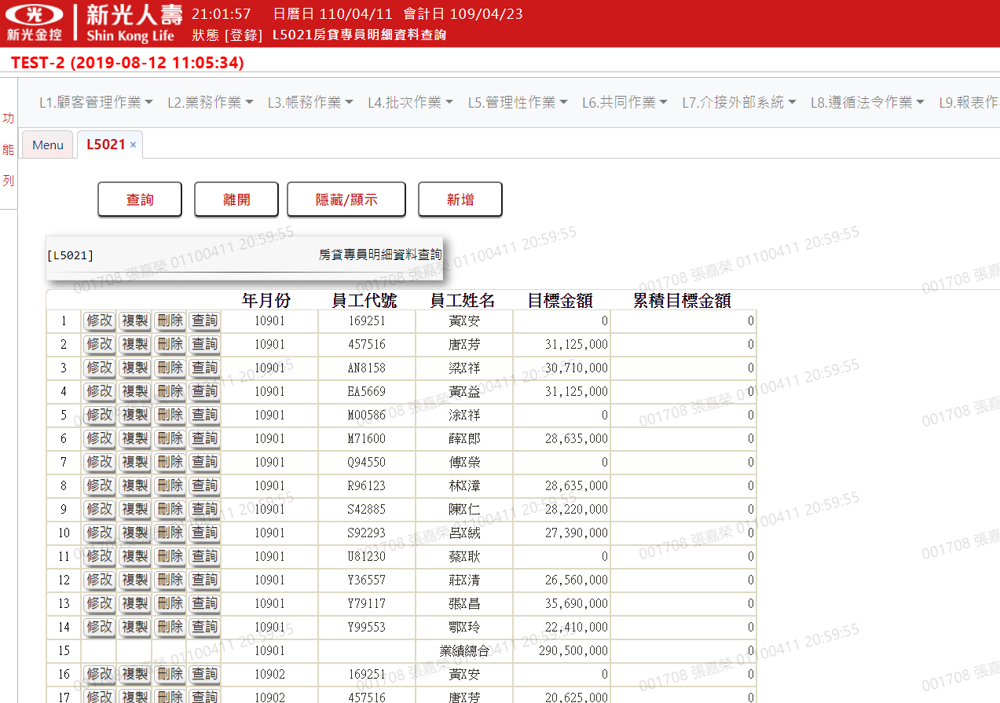 新光金控 新光人壽 Shin Kong Life
21:01:57 日曆日 110/04/11 會計日 109/04/23
狀態 [登錄] L5021房貸專員明細資料查詢
TEST-2 (2019-08-12 11:05:34)
功能列
L1.顧客管理作業 L2.業務作業 L3.帳務作業 L4.批次作業 L5.管理性作業 L6.共同作業 L7.介接外部系統 L8.遵循法令作業 L9.報表作
Menu L5021 ×
查詢 離開 隱藏/顯示 新增
[L5021] 房貸專員明細資料查詢
年月份 員工代號 員工姓名 目標金額 累積目標金額
1 修改 複製 刪除 查詢 10901 169251 黃X安 0 0
2 修改 複製 刪除 查詢 10901 457516 唐X芳 31,125,000 0
3 修改 複製 刪除 查詢 10901 AN8158 梁X祥 30,710,000 0
4 修改 複製 刪除 查詢 10901 EA5669 黃X益 31,125,000 0
5 修改 複製 刪除 查詢 10901 M00586 涂X祥 0 0
6 修改 複製 刪除 查詢 10901 M71600 薛X郎 28,635,000 0
7 修改 複製 刪除 查詢 10901 Q94550 傅X榮 0 0
8 修改 複製 刪除 查詢 10901 R96123 林X漳 28,635,000 0
9 修改 複製 刪除 查詢 10901 S42885 陳X仁 28,220,000 0
10 修改 複製 刪除 查詢 10901 S92293 呂X絨 27,390,000 0
11 修改 複製 刪除 查詢 10901 U81230 蔡X耿 0 0
12 修改 複製 刪除 查詢 10901 Y36557 莊X清 26,560,000 0
13 修改 複製 刪除 查詢 10901 Y79117 張X昌 35,690,000 0
14 修改 複製 刪除 查詢 10901 Y99553 鄂X玲 22,410,000 0
15 10901 業績總合 290,500,000 0
16 修改 複製 刪除 查詢 10902 169251 黃X安 0 0
17 修改 複製 刪除 查詢 10902 457516 唐X芳 20,625,000 0
001708 張嘉榮 01100411 20:59:55